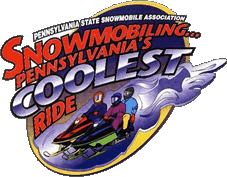 PENNSYLVANIA STATE SNOWMOBILE ASSOCIATION
SNOWMOBILING...
PENNSYLVANIA'S
COOLEST
RIDE